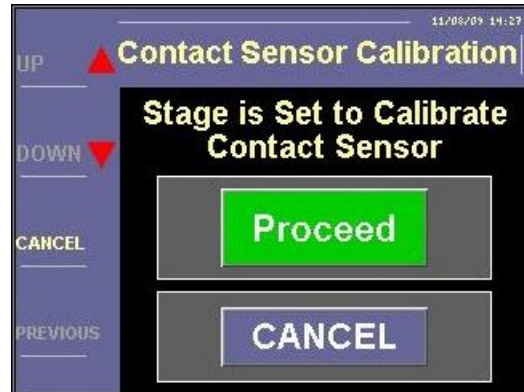 11/08/09 14:27
Contact Sensor Calibration
UP
Stage is Set to Calibrate
Contact Sensor
DOWN
Proceed
CANCEL
CANCEL
PREVIOUS